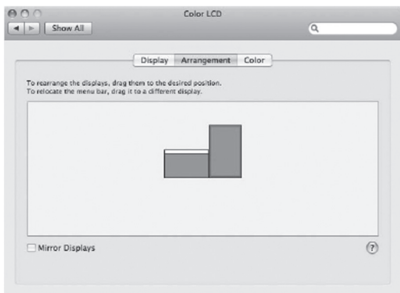 Color LCD
Show All
Display Arrangement Color
To rearrange the displays, drag them to the desired position.
To relocate the menu bar, drag it to a different display.
Mirror Displays
?